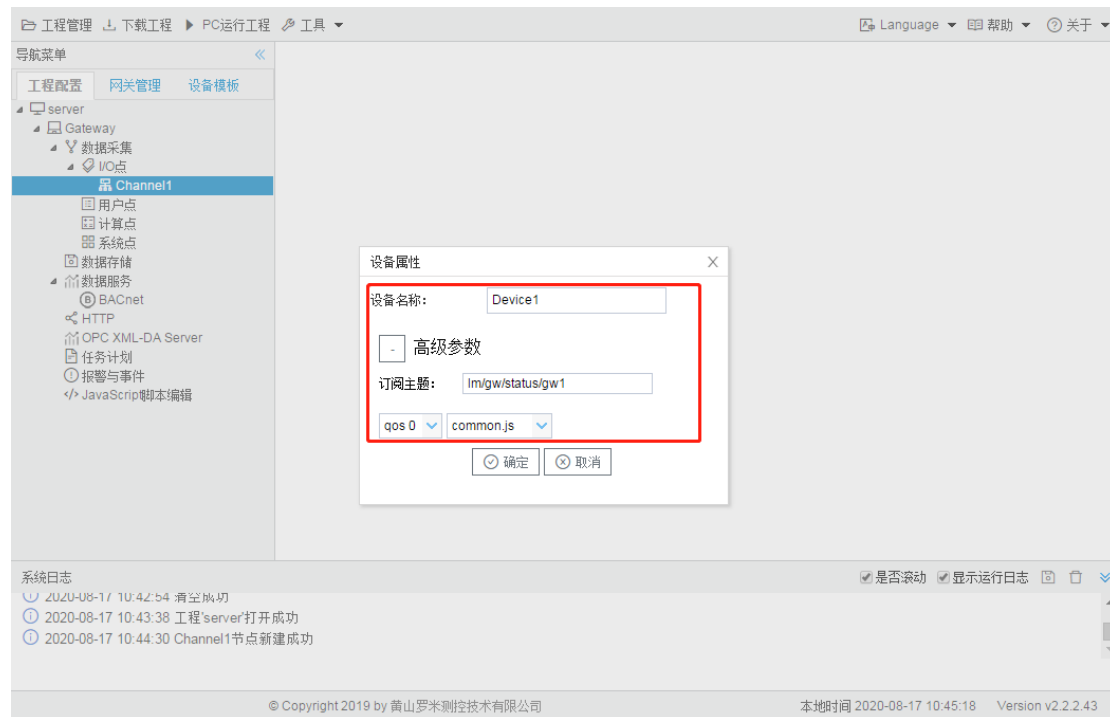 工程管理 下载工程 PC运行工程 工具 Language 帮助 关于
导航菜单
工程配置 网关管理 设备模板
server
Gateway
数据采集
I/O点
Channel1
用户点
计算点
系统点
数据存储
数据服务
BACnet
HTTP
OPC XML-DA Server
任务计划
报警与事件
JavaScript脚本编辑
设备属性
设备名称: Device1
- 高级参数
订阅主题: lm/gw/status/gw1
qos 0 common.js
确定 取消
系统日志 是否滚动 显示运行日志
2020-08-17 10:42:54 清空成功
2020-08-17 10:43:38 工程'server'打开成功
2020-08-17 10:44:30 Channel1节点新建成功
© Copyright 2019 by 黄山罗米测控技术有限公司 本地时间 2020-08-17 10:45:18 Version v2.2.2.43